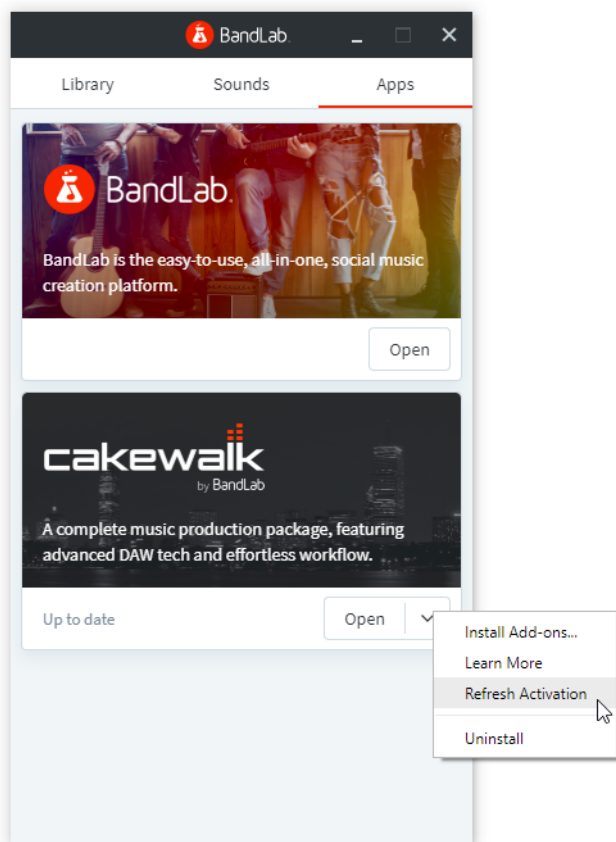 BandLab.
Library Sounds Apps
BandLab.
BandLab is the easy-to-use, all-in-one, social music
creation platform.
Open
cakewalk
by BandLab
A complete music production package, featuring
advanced DAW tech and effortless workflow.
Up to date Open
Install Add-ons...
Learn More
Refresh Activation
Uninstall